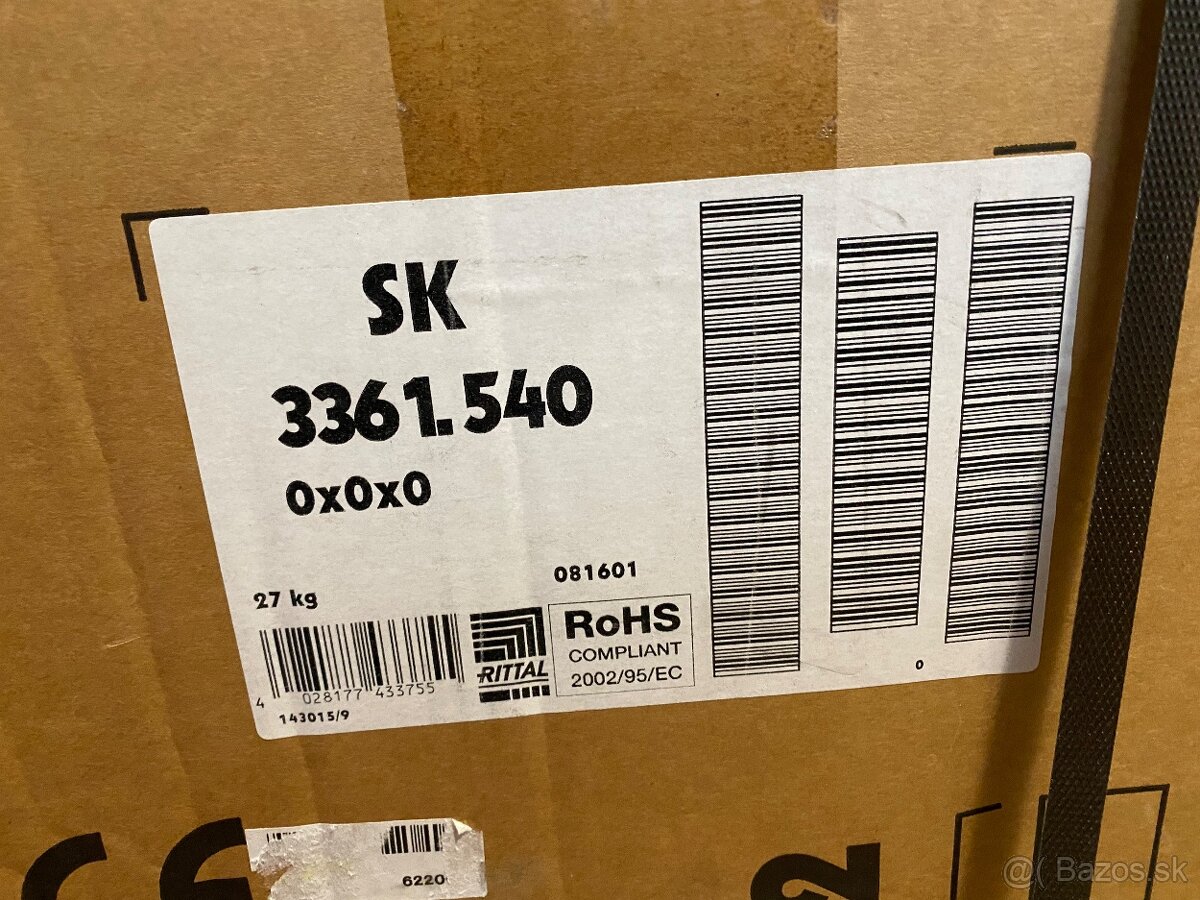 SK
3361.540
0x0x0
081601
27 kg
RITTAL
RoHS
COMPLIANT
2002/95/EC
4 028177 433755
143015/9
0
6220
@( Bazos.sk